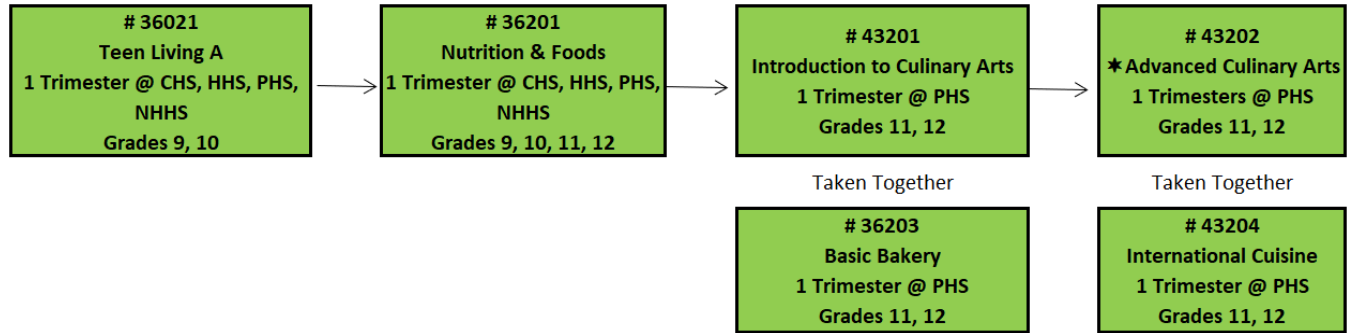 # 36021
Teen Living A
1 Trimester @ CHS, HHS, PHS,
NHHS
Grades 9, 10
# 36201
Nutrition & Foods
1 Trimester @ CHS, HHS, PHS,
NHHS
Grades 9, 10, 11, 12
# 43201
Introduction to Culinary Arts
1 Trimester @ PHS
Grades 11, 12
# 43202
✶Advanced Culinary Arts
1 Trimesters @ PHS
Grades 11, 12
Taken Together
Taken Together
# 36203
Basic Bakery
1 Trimester @ PHS
Grades 11, 12
# 43204
International Cuisine
1 Trimester @ PHS
Grades 11, 12